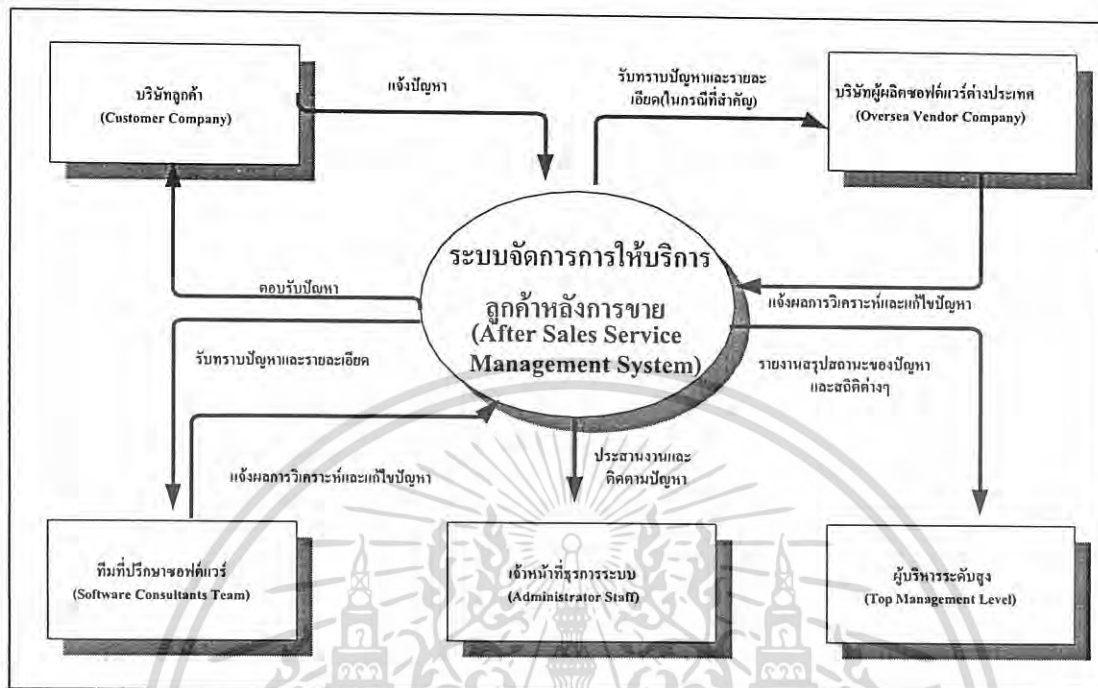 บริษัทลูกค้า
(Customer Company)
แจ้งปัญหา
รับทราบปัญหาและรายละ
เอียด(ในกรณีที่สำคัญ)
บริษัทผู้ผลิตซอฟต์แวร์ต่างประเทศ
(Oversea Vendor Company)
ระบบจัดการการให้บริการ
ลูกค้าหลังการขาย
(After Sales Service
Management System)
ตอบรับปัญหา
แจ้งผลการวิเคราะห์และแก้ไขปัญหา
รับทราบปัญหาและรายละเอียด
รายงานสรุปสถานะของปัญหา
และสถิติต่างๆ
แจ้งผลการวิเคราะห์และแก้ไขปัญหา
ประสานงานและ
ติดตามปัญหา
ทีมที่ปรึกษาซอฟต์แวร์
(Software Consultants Team)
เจ้าหน้าที่ธุรการระบบ
(Administrator Staff)
ผู้บริหารระดับสูง
(Top Management Level)